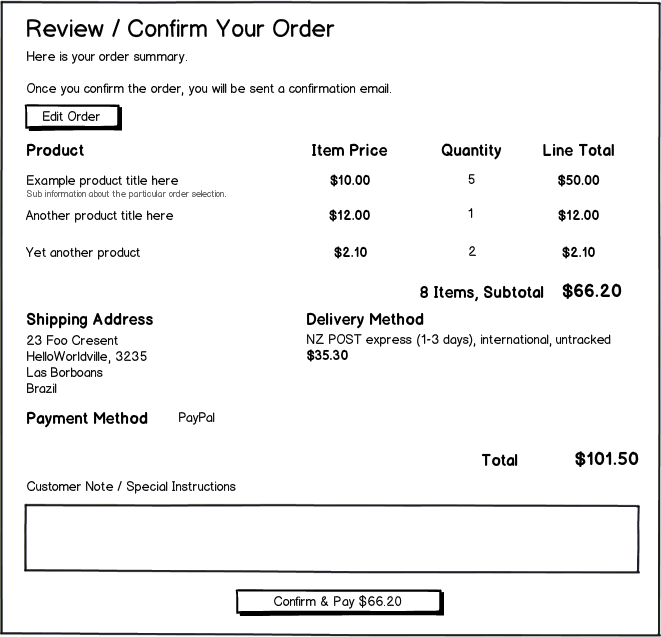 Review / Confirm Your Order
Here is your order summary.
Once you confirm the order, you will be sent a confirmation email.
Edit Order
Product Item Price Quantity Line Total
Example product title here $10.00 5 $50.00
Sub information about the particular order selection.
Another product title here $12.00 1 $12.00
Yet another product $2.10 2 $2.10
8 Items, Subtotal $66.20
Shipping Address Delivery Method
23 Foo Cresent NZ POST express (1-3 days), international, untracked
HelloWorldville, 3235 $35.30
Las Borboans
Brazil
Payment Method PayPal
Total $101.50
Customer Note / Special Instructions
Confirm & Pay $66.20